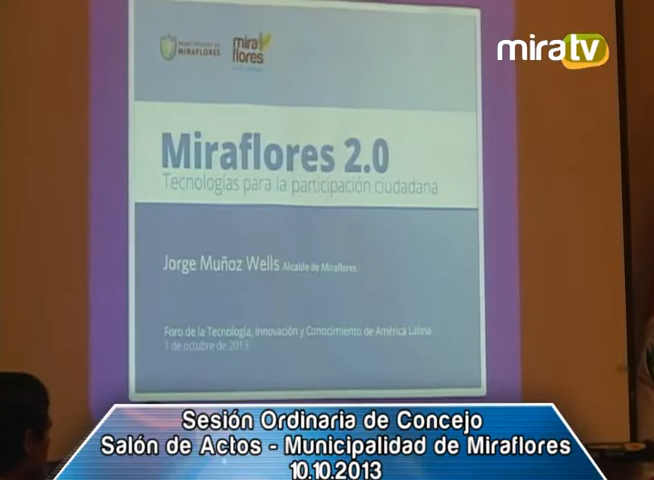 MIRAFLORES
mira
flores
miratv
Miraflores 2.0
Tecnologías para la participación ciudadana
Jorge Muñoz Wells Alcalde de Miraflores
Foro de la Tecnología, Innovación y Conocimiento de América Latina
1 de octubre de 2013
Sesión Ordinaria de Concejo
Salón de Actos - Municipalidad de Miraflores
10.10.2013